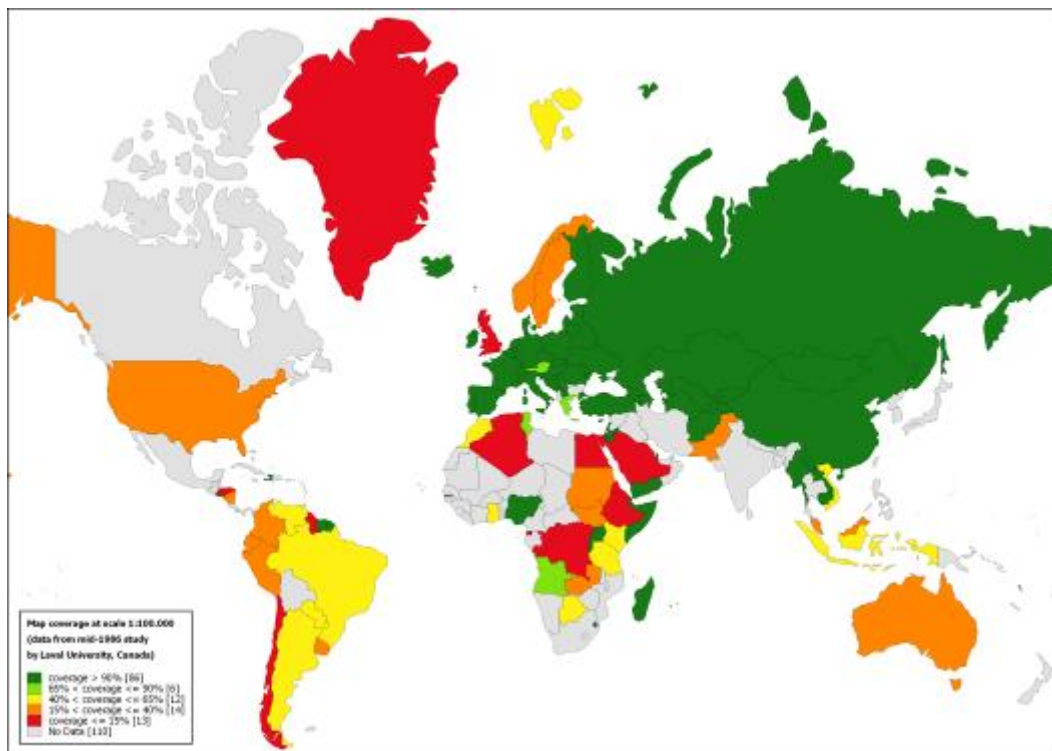 Map coverage at scale 1:100.000
(data from mid-1986 study
by Laval University, Canada)
coverage > 90% [86]
65% < coverage <= 90% [6]
40% < coverage <= 65% [12]
15% < coverage <= 40% [14]
coverage <= 15% [13]
No Data [110]